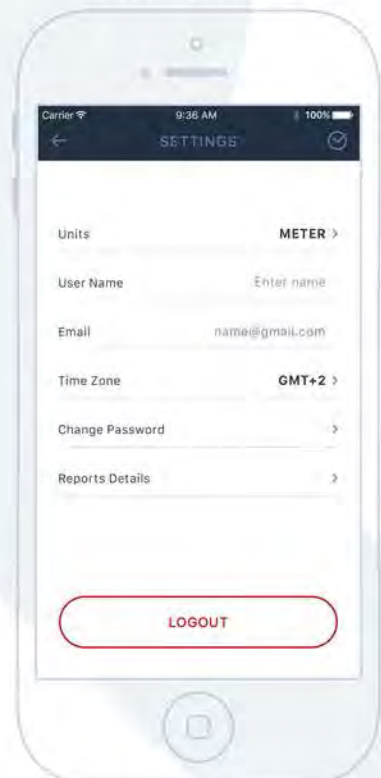 Carrier 9:36 AM 100%
SETTINGS
Units METER >
User Name Enter name
Email name@gmail.com
Time Zone GMT+2 >
Change Password >
Reports Details >
LOGOUT